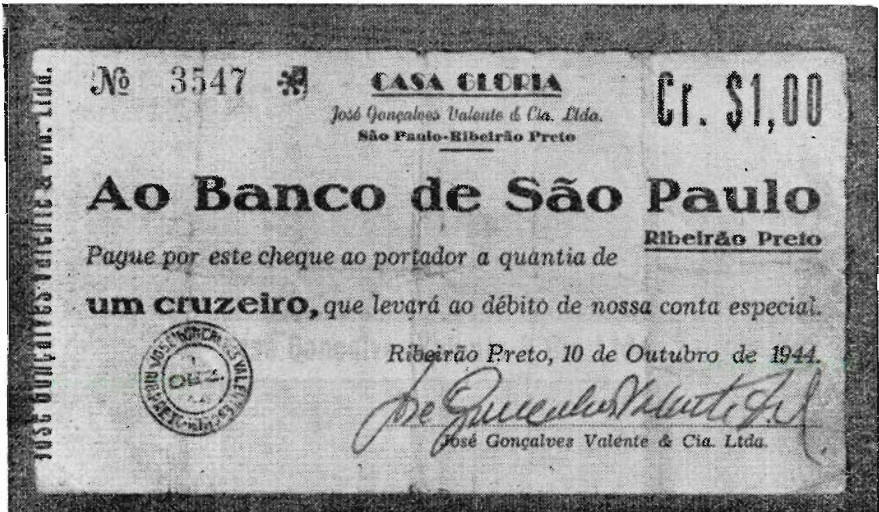 Nº 3547
CASA GLORIA
José Gonçalves Valente & Cia. Ltda.
São Paulo-Ribeirão Preto
Cr. $1,00
Ao Banco de São Paulo
Ribeirão Preto
Pague por este cheque ao portador a quantia de
um cruzeiro, que levará ao débito de nossa conta especial.
Ribeirão Preto, 10 de Outubro de 1944.
José Gonçalves Valente & Cia. Ltda.
José Gonçalves Valente & Cia. Ltda.
JOSÉ GONÇALVES VALENTE